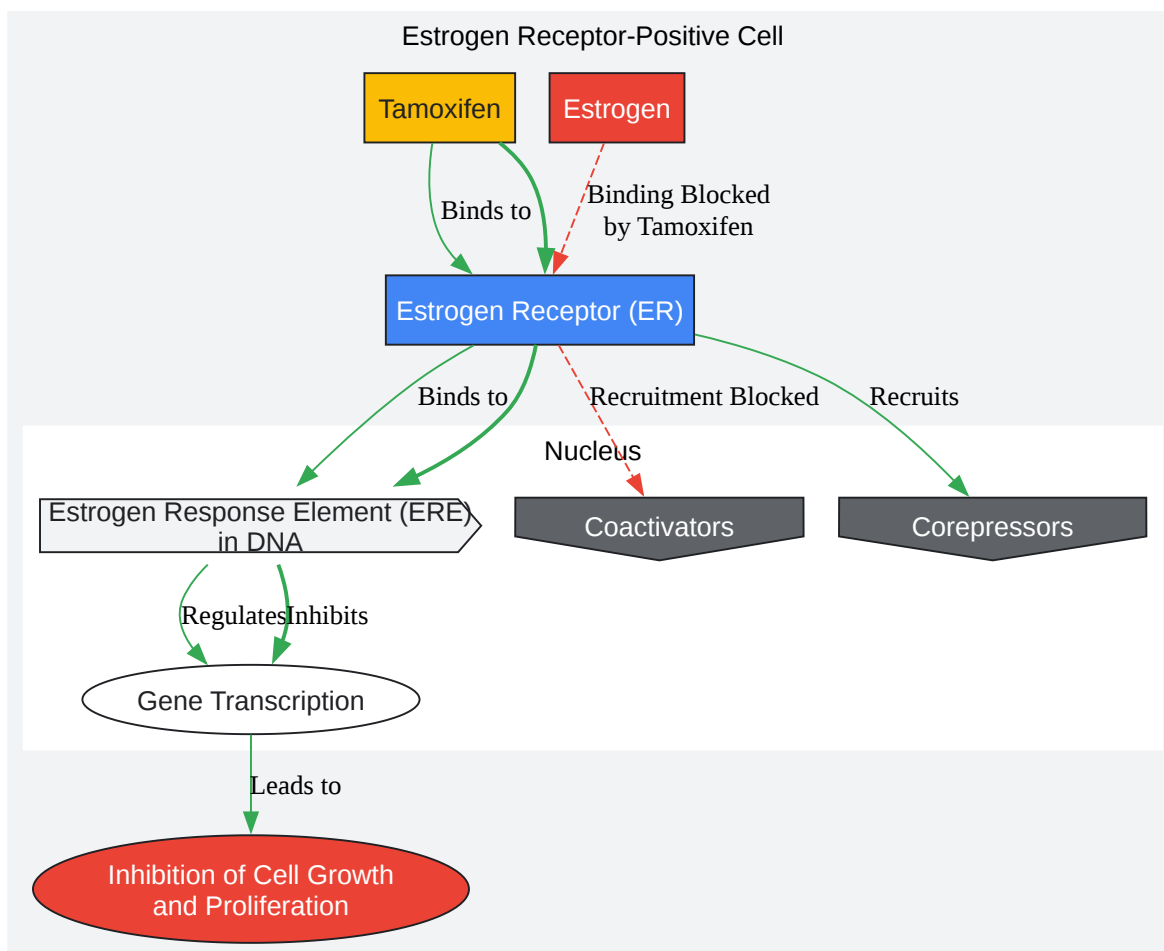 Estrogen Receptor-Positive Cell
Tamoxifen
Estrogen
Binds to
Binding Blocked
by Tamoxifen
Estrogen Receptor (ER)
Binds to
Recruitment Blocked
Recruits
Nucleus
Estrogen Response Element (ERE)
in DNA
Coactivators
Corepressors
Regulates
Inhibits
Gene Transcription
Leads to
Inhibition of Cell Growth
and Proliferation